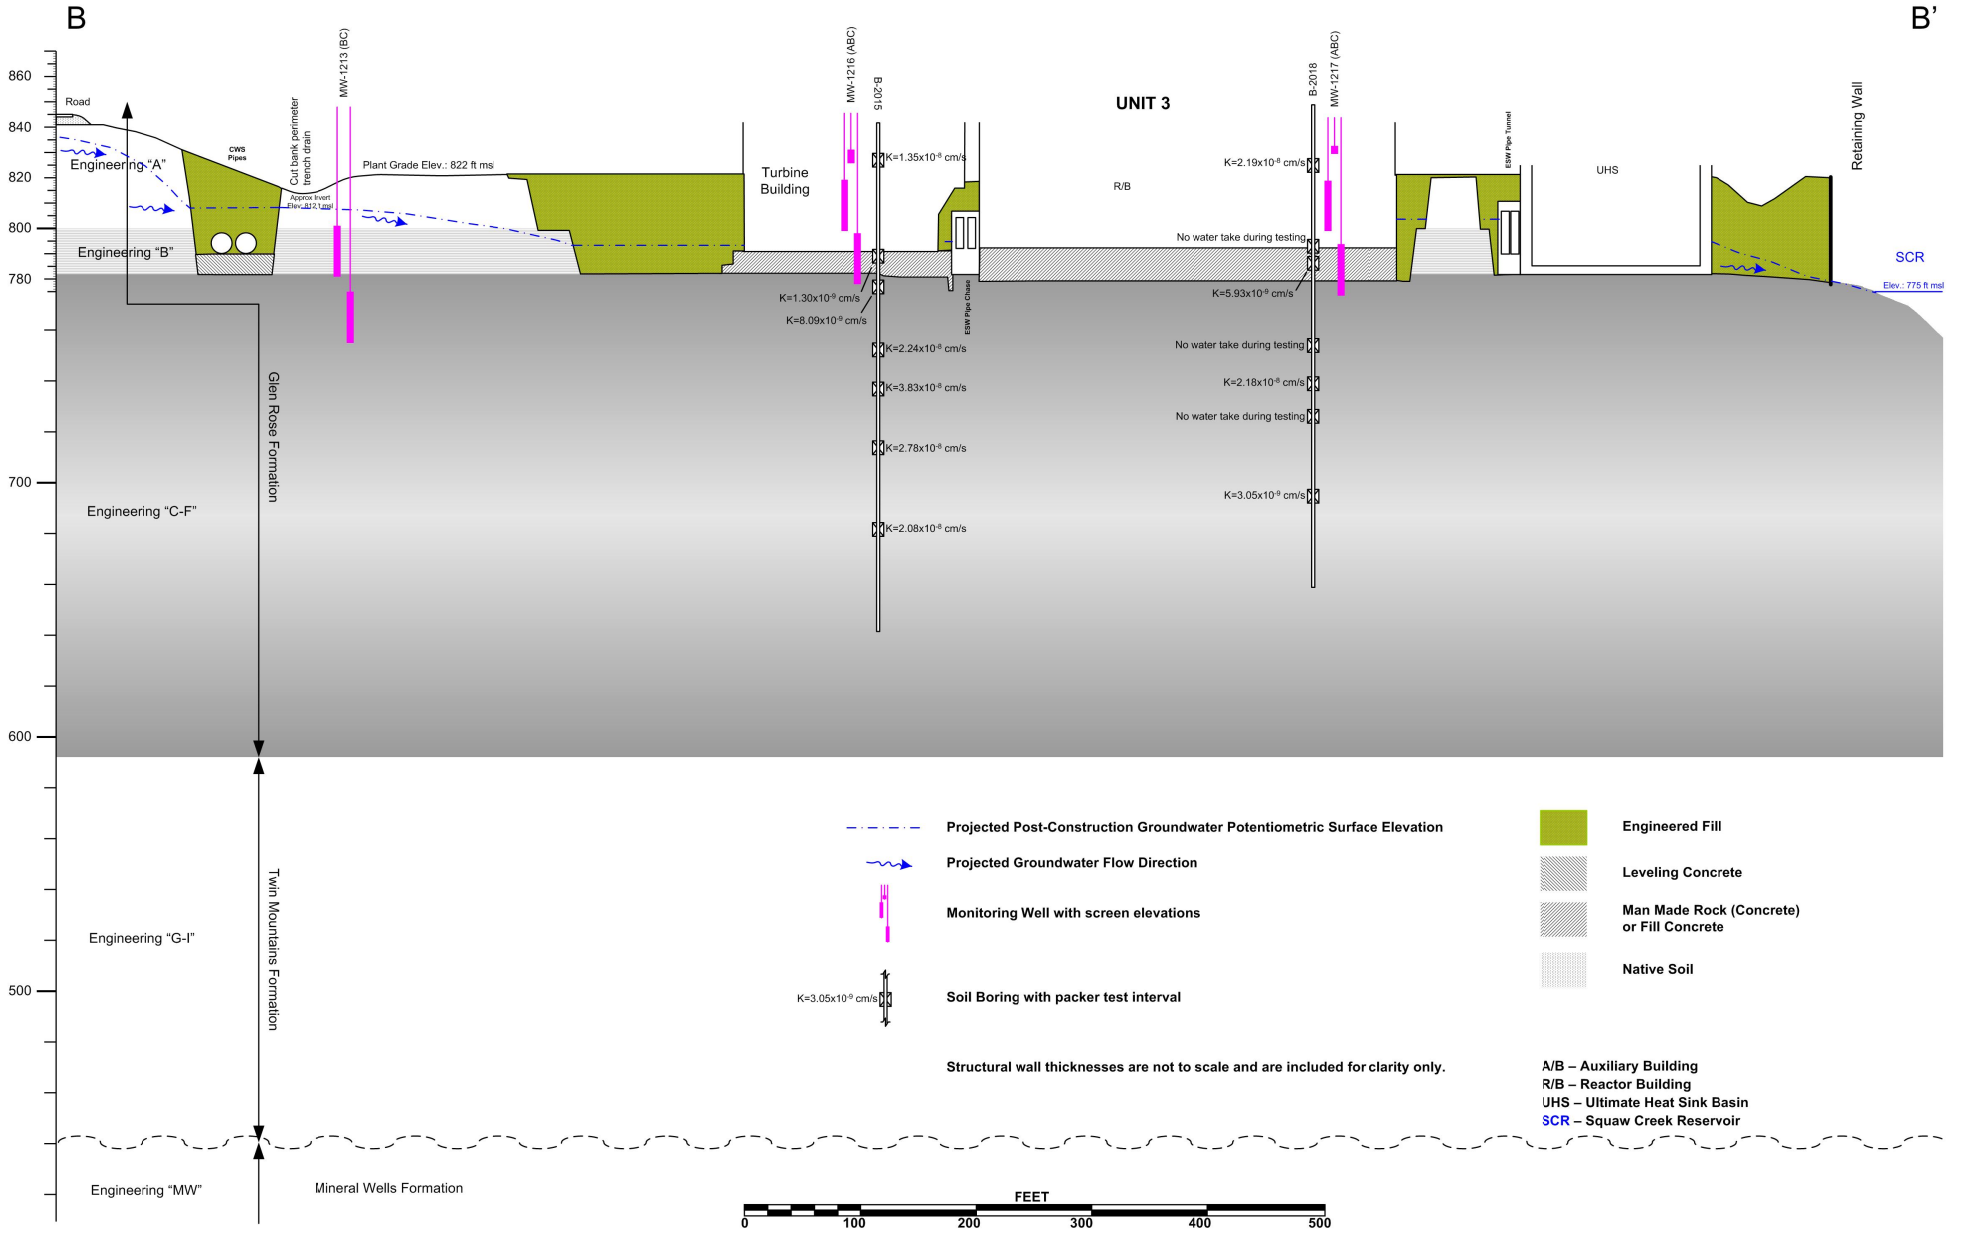 B
B’
MW-1213 (BC)
MW-1216 (ABC)
B-2015
B-2018
MW-1217 (ABC)
UNIT 3
Retaining Wall
860
840
820
800
780
700
600
500
Road
Engineering “A”
CWS
Pipes
Cut bank perimeter
trench drain
Approx Invert
Elev: 812.1 msl
Plant Grade Elev.: 822 ft msl
Engineering “B”
Turbine
Building
K=1.35x10-8 cm/s
K=1.30x10-9 cm/s
K=8.09x10-9 cm/s
K=2.24x10-8 cm/s
K=3.83x10-8 cm/s
K=2.78x10-8 cm/s
K=2.08x10-8 cm/s
ESW Pipe Chase
R/B
K=2.19x10-8 cm/s
No water take during testing
K=5.93x10-9 cm/s
No water take during testing
K=2.18x10-8 cm/s
No water take during testing
K=3.05x10-9 cm/s
ESW Pipe Tunnel
UHS
SCR
Elev.: 775 ft msl
Glen Rose Formation
Engineering “C-F”
Twin Mountains Formation
Engineering “G-I”
Engineering “MW”
Mineral Wells Formation
Projected Post-Construction Groundwater Potentiometric Surface Elevation
Projected Groundwater Flow Direction
Monitoring Well with screen elevations
K=3.05x10-9 cm/s
Soil Boring with packer test interval
Structural wall thicknesses are not to scale and are included for clarity only.
Engineered Fill
Leveling Concrete
Man Made Rock (Concrete)
or Fill Concrete
Native Soil
A/B – Auxiliary Building
R/B – Reactor Building
UHS – Ultimate Heat Sink Basin
SCR – Squaw Creek Reservoir
FEET
0 100 200 300 400 500